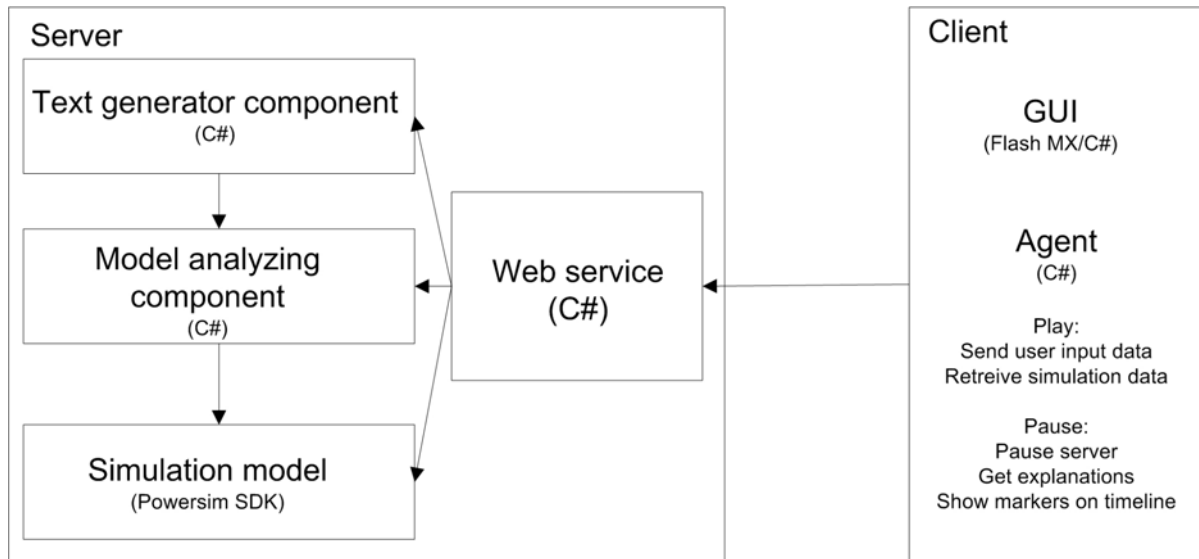 Server
Text generator component
(C#)
Model analyzing
component
(C#)
Simulation model
(Powersim SDK)
Web service
(C#)
Client
GUI
(Flash MX/C#)
Agent
(C#)
Play:
Send user input data
Retreive simulation data
Pause:
Pause server
Get explanations
Show markers on timeline